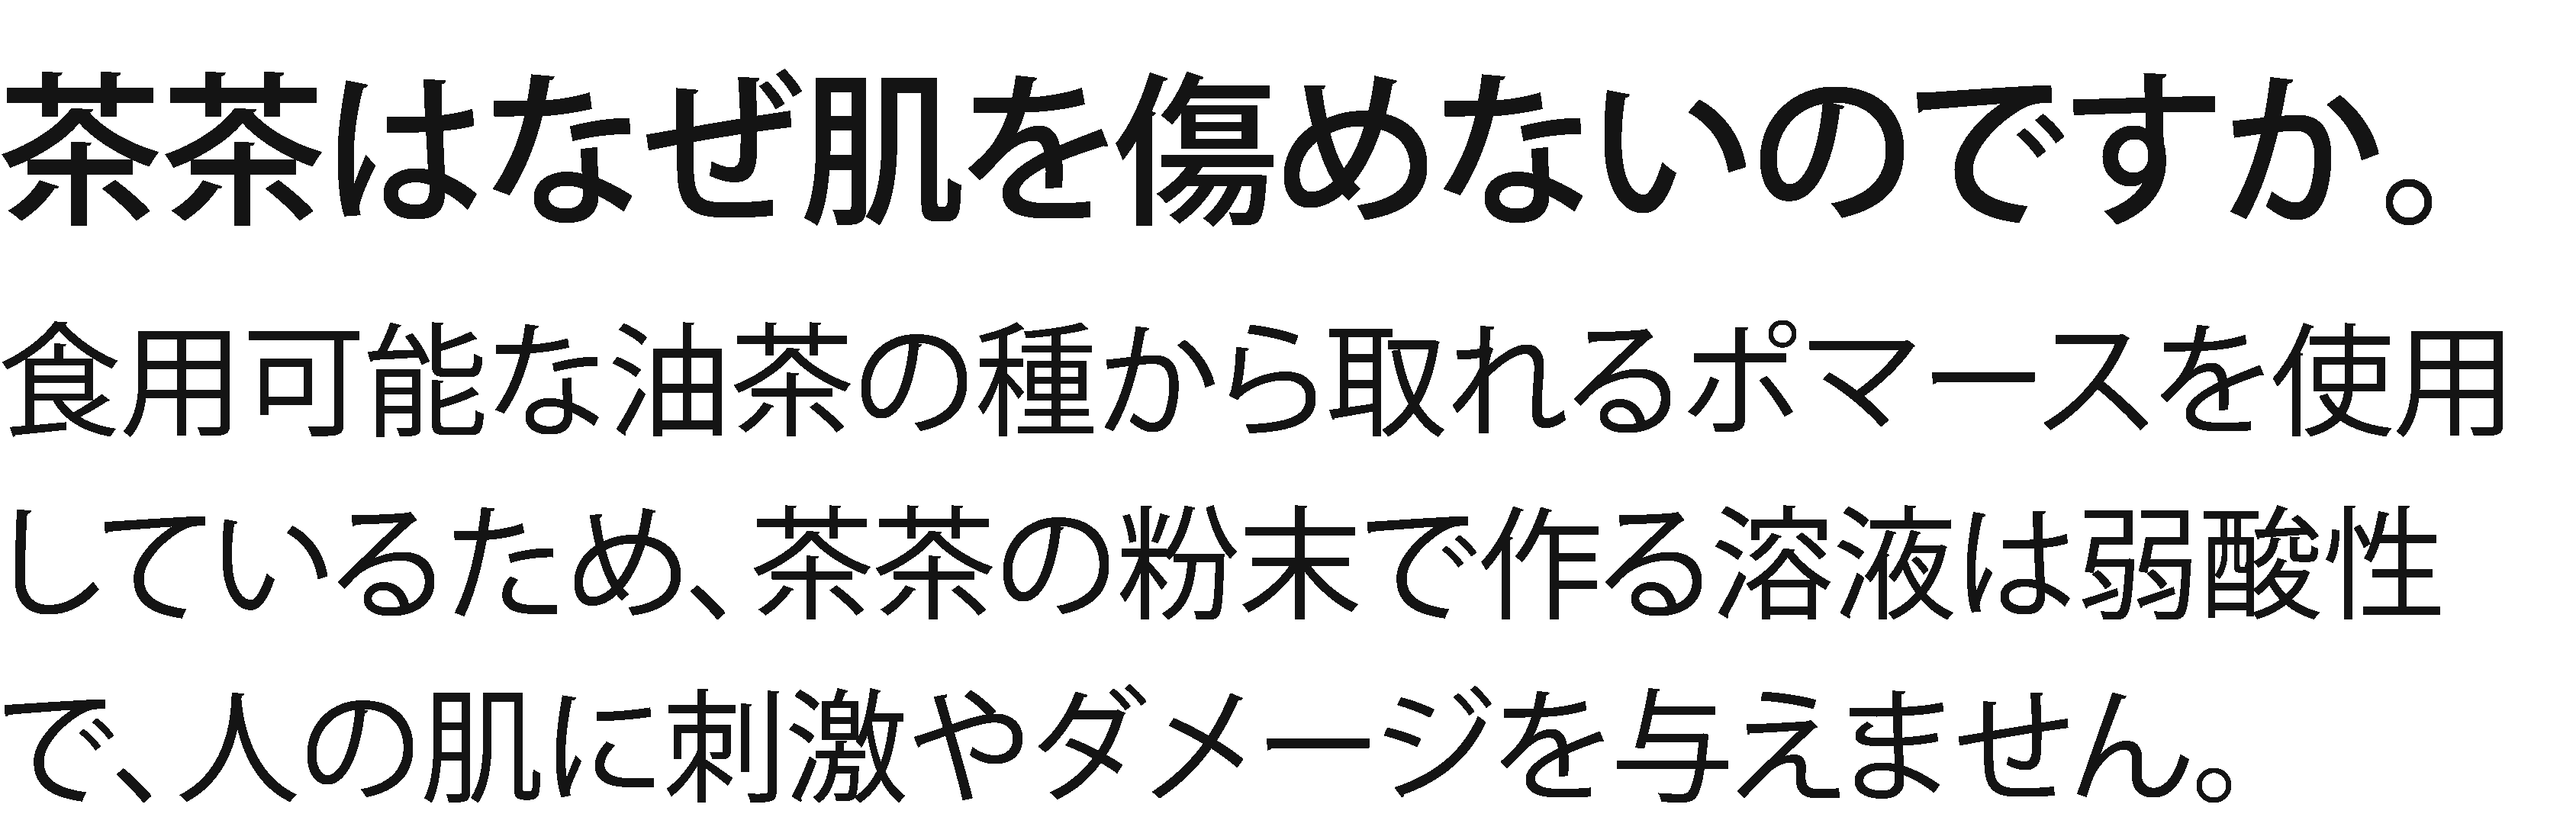 茶茶はなぜ肌を傷めないのですか。
食用可能な油茶の種から取れるポマースを使用
しているため、茶茶の粉末で作る溶液は弱酸性
で、人の肌に刺激やダメージを与えません。